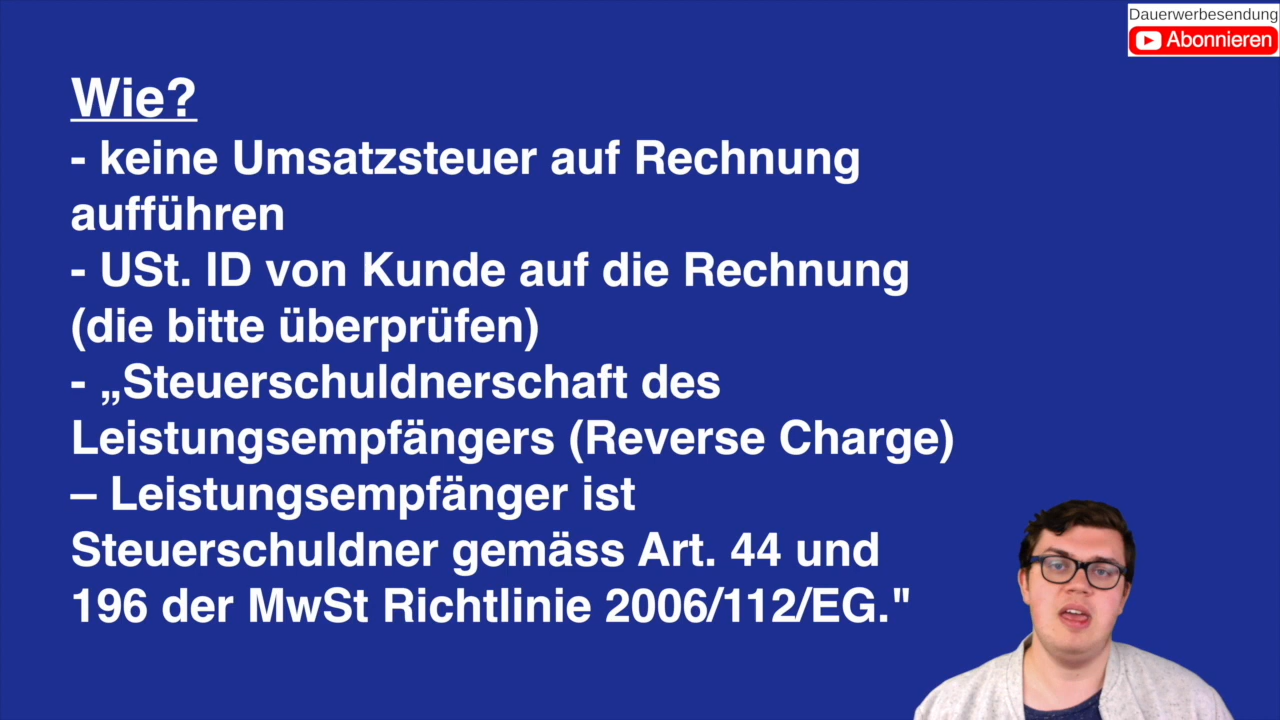 Dauerwerbesendung
Abonnieren
Wie?
- keine Umsatzsteuer auf Rechnung
aufführen
- USt. ID von Kunde auf die Rechnung
(die bitte überprüfen)
- „Steuerschuldnerschaft des
Leistungsempfängers (Reverse Charge)
– Leistungsempfänger ist
Steuerschuldner gemäss Art. 44 und
196 der MwSt Richtlinie 2006/112/EG."